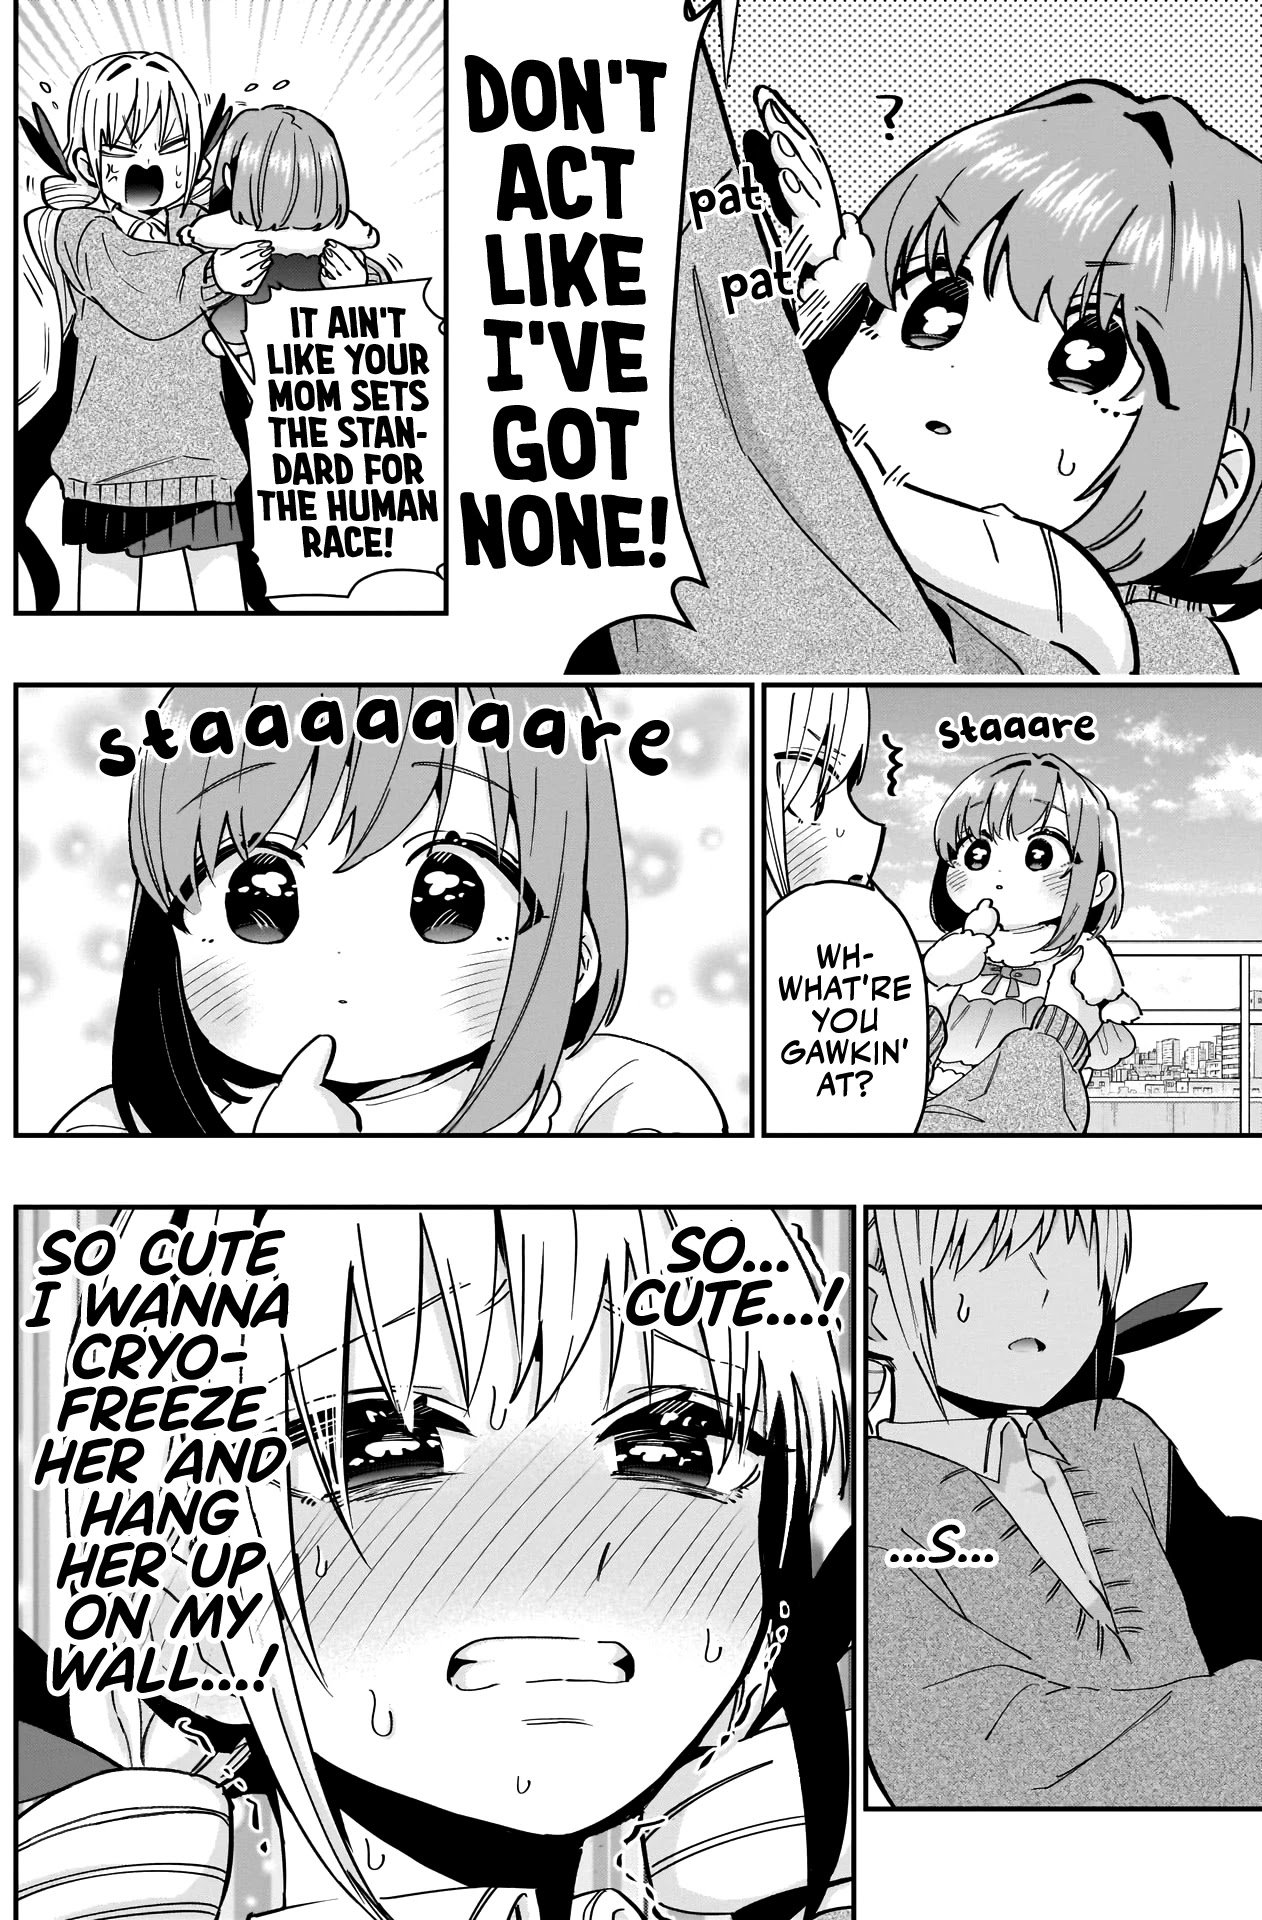 ?
pat
pat
DON'T
ACT
LIKE
I'VE
GOT
NONE!
IT AIN'T
LIKE YOUR
MOM SETS
THE STAN-
DARD FOR
THE HUMAN
RACE!
staaare
WH-
WHAT'RE
YOU
GAWKIN'
AT?
staaaaaaaare
...S...
SO...
CUTE...!
SO CUTE
I WANNA
CRYO-
FREEZE
HER AND
HANG
HER UP
ON MY
WALL...!